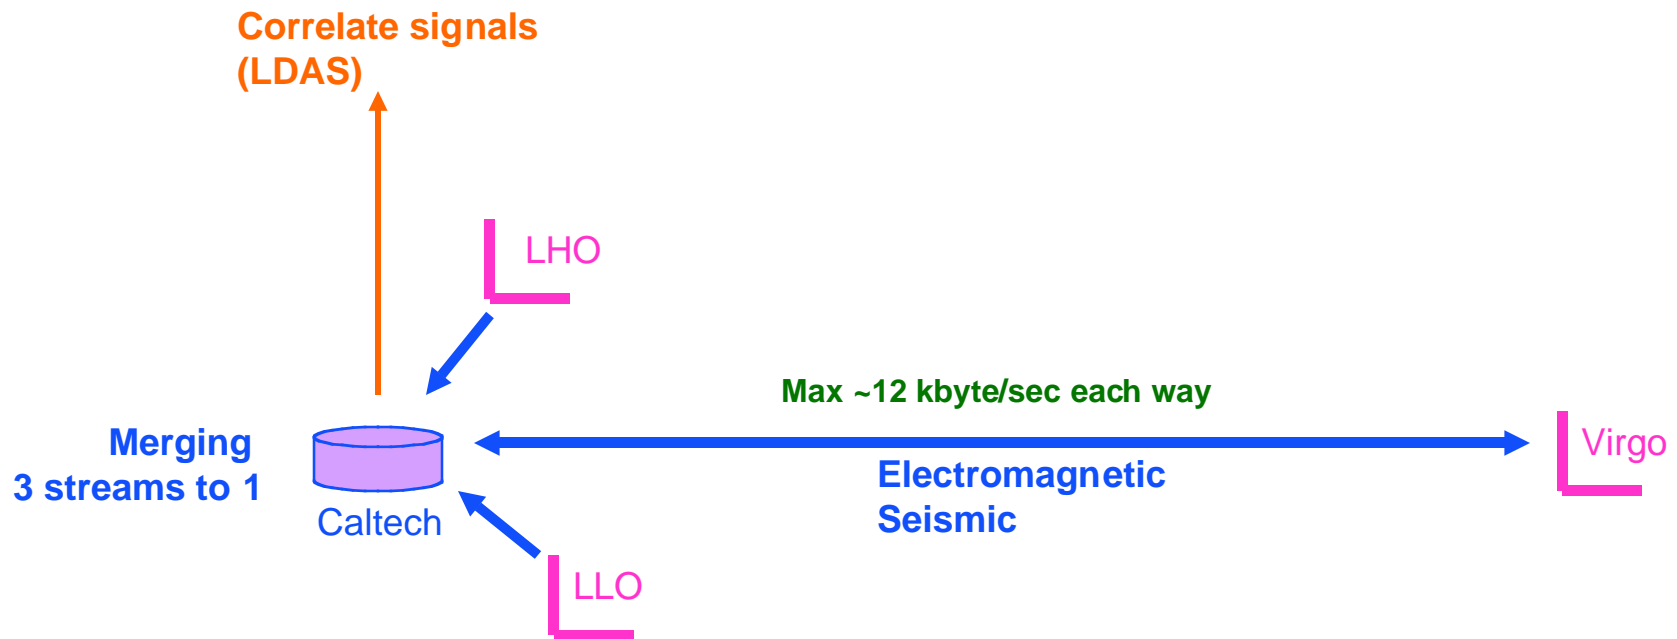 Correlate signals
(LDAS)
LHO
Max ~12 kbyte/sec each way
Merging
3 streams to 1
Virgo
Electromagnetic
Seismic
Caltech
LLO